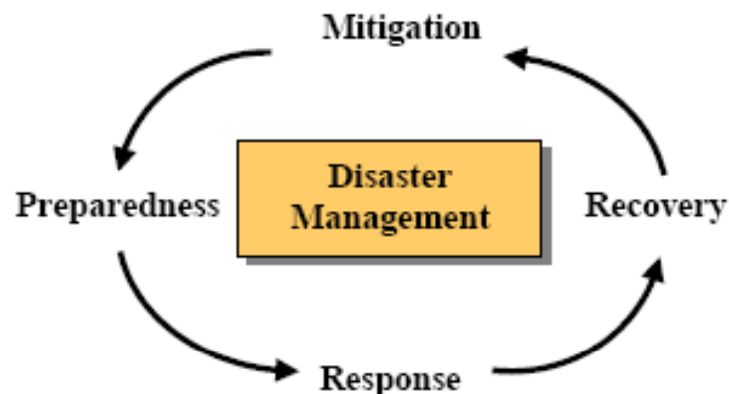 Mitigation
Disaster
Management
Preparedness
Recovery
Response